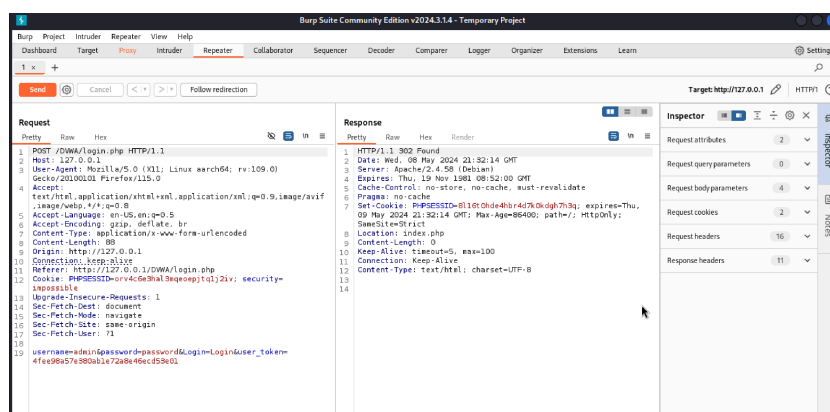 Burp Suite Community Edition v2024.3.1.4 - Temporary Project
Burp Project Intruder Repeater View Help
Dashboard Target Proxy Intruder Repeater Collaborator Sequencer Decoder Comparer Logger Organizer Extensions Learn Setting
1 × +
Send Cancel < > Follow redirection Target: http://127.0.0.1 HTTP/1
Request
Pretty Raw Hex \n
1 POST /DVWA/login.php HTTP/1.1
2 Host: 127.0.0.1
3 User-Agent: Mozilla/5.0 (X11; Linux aarch64; rv:109.0)
Gecko/20100101 Firefox/115.0
4 Accept:
text/html,application/xhtml+xml,application/xml;q=0.9,image/avif
,image/webp,*/*;q=0.8
5 Accept-Language: en-US,en;q=0.5
6 Accept-Encoding: gzip, deflate, br
7 Content-Type: application/x-www-form-urlencoded
8 Content-Length: 88
9 Origin: http://127.0.0.1
10 Connection: keep-alive
11 Referer: http://127.0.0.1/DVWA/login.php
12 Cookie: PHPSESSID=orv4c6e3hal3mqeoepjtq1j2iv; security=
impossible
13 Upgrade-Insecure-Requests: 1
14 Sec-Fetch-Dest: document
15 Sec-Fetch-Mode: navigate
16 Sec-Fetch-Site: same-origin
17 Sec-Fetch-User: ?1
18
19 username=admin&password=password&Login=Login&user_token=
4fee98a57e380ab1e72a8e46ecd53e01
Response
Pretty Raw Hex Render \n
1 HTTP/1.1 302 Found
2 Date: Wed, 08 May 2024 21:32:14 GMT
3 Server: Apache/2.4.58 (Debian)
4 Expires: Thu, 19 Nov 1981 08:52:00 GMT
5 Cache-Control: no-store, no-cache, must-revalidate
6 Pragma: no-cache
7 Set-Cookie: PHPSESSID=8l16t0hde4hbr4d7k0kdgh7h3q; expires=Thu,
09 May 2024 21:32:14 GMT; Max-Age=86400; path=/; HttpOnly;
SameSite=Strict
8 Location: index.php
9 Content-Length: 0
10 Keep-Alive: timeout=5, max=100
11 Connection: Keep-Alive
12 Content-Type: text/html; charset=UTF-8
13
14
Inspector
Request attributes 2
Request query parameters 0
Request body parameters 4
Request cookies 2
Request headers 16
Response headers 11
Inspector
Notes